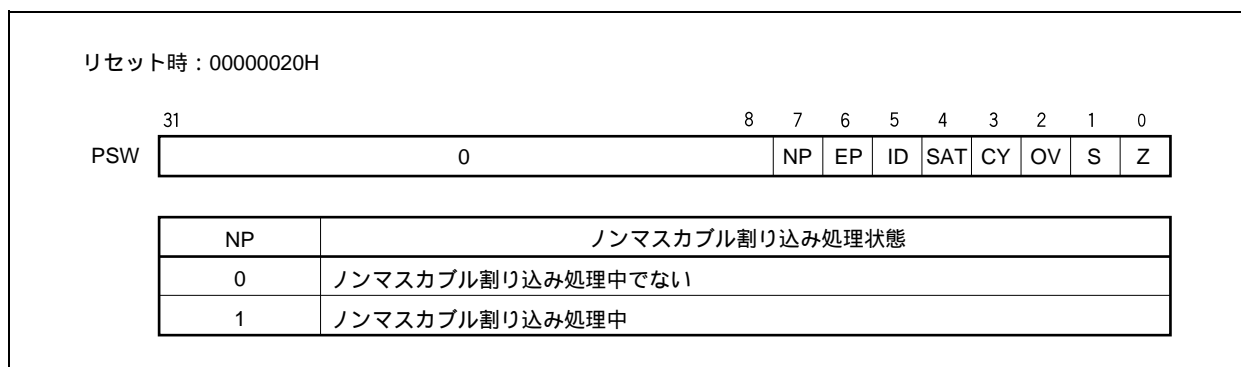 リセット時：00000020H
31 8 7 6 5 4 3 2 1 0
PSW 0 NP EP ID SAT CY OV S Z
NP ノンマスカブル割り込み処理状態
0 ノンマスカブル割り込み処理中でない
1 ノンマスカブル割り込み処理中